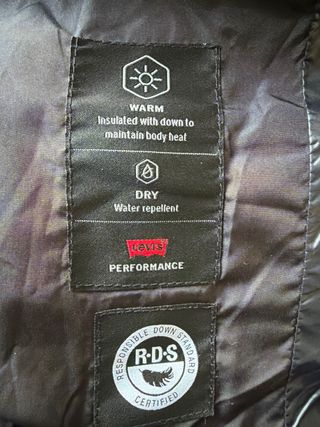 WARM
Insulated with down to
maintain body heat
DRY
Water repellent
Levi's
PERFORMANCE
RESPONSIBLE DOWN STANDARD
R·D·S
CERTIFIED